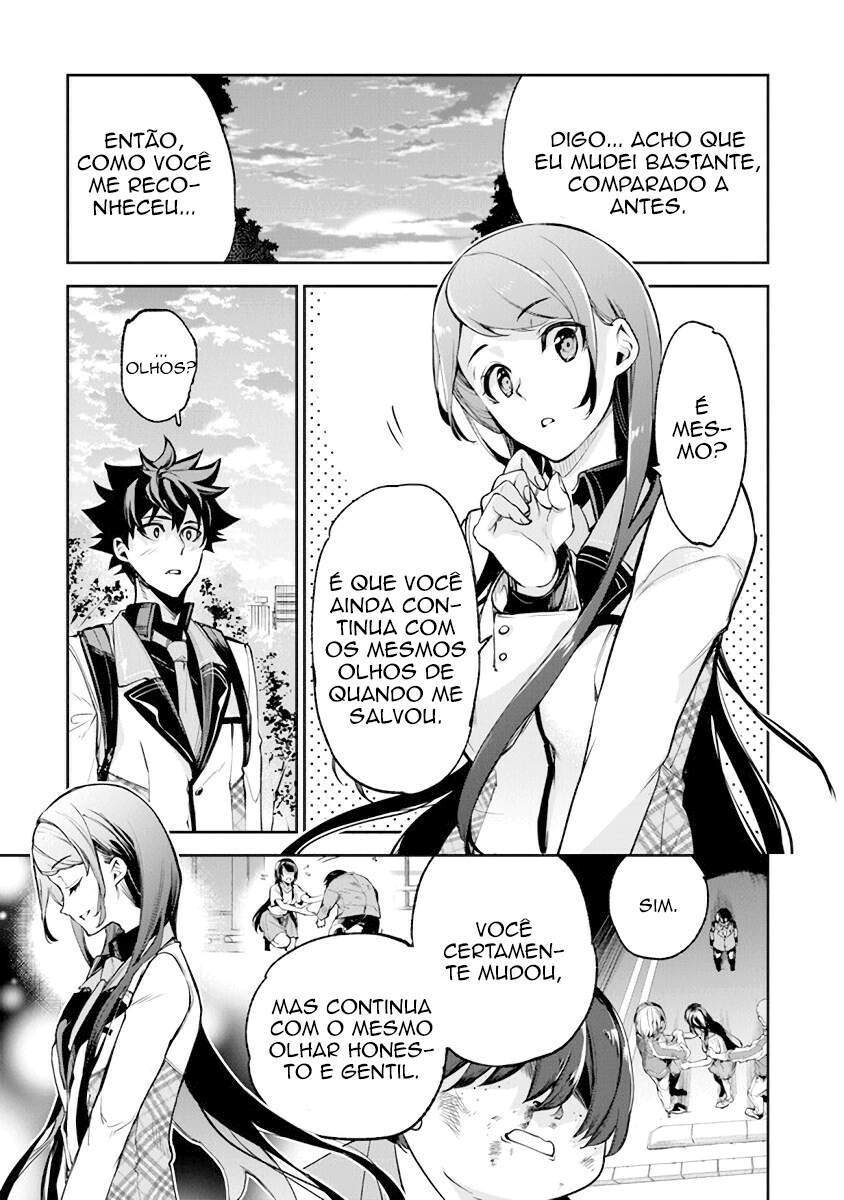 DIGO... ACHO QUE
EU MUDEI BASTANTE,
COMPARADO A
ANTES.
ENTÃO,
COMO VOCÊ
ME RECO-
NHECEU...
É
MES-
MO?
É QUE VOCÊ
AINDA CON-
TINUA COM
OS MESMOS
OLHOS DE
QUANDO ME
SALVOU.
...
OLHOS?
SIM.
VOCÊ
CERTAMEN-
TE MUDOU,
MAS CONTINUA
COM O MESMO
OLHAR HONES-
TO E GENTIL.